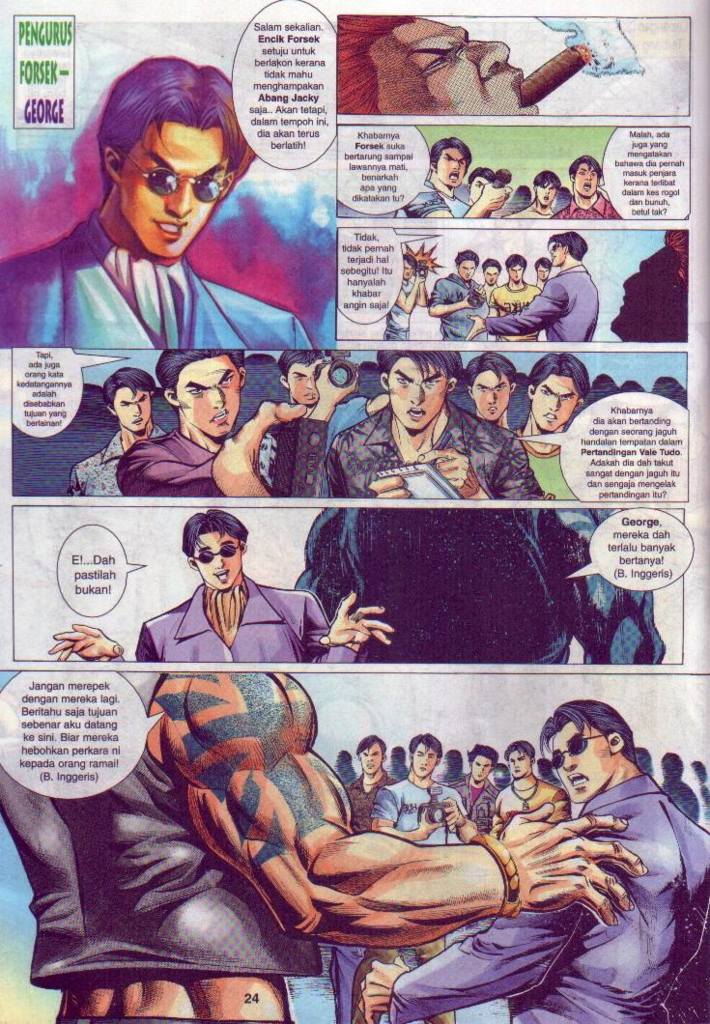 PENGURUS
FORSEK –
GEORGE
Salam sekalian.
Encik Forsek
setuju untuk
berlakon kerana
tidak mahu
menghampakan
Abang Jacky
saja.. Akan tetapi,
dalam tempoh ini,
dia akan terus
berlatih!
Khabarnya
Forsek suka
bertarung sampai
lawannya mati,
benarkah
apa yang
dikatakan tu?
Malah, ada
juga yang
mengatakan
bahawa dia pernah
masuk penjara
kerana terlibat
dalam kes rogol
dan bunuh,
betul tak?
Tidak,
tidak pernah
terjadi hal
sebegitu! Itu
hanyalah
khabar
angin saja!
Tapi,
ada juga
orang kata
kedatangannya
adalah
disebabkan
tujuan yang
berlainan!
Khabarnya
dia akan bertanding
dengan seorang jaguh
handalan tempatan dalam
Pertandingan Vale Tudo.
Adakah dia dah takut
sangat dengan jaguh itu
dan sengaja mengelak
pertandingan itu?
E!...Dah
pastilah
bukan!
George,
mereka dah
terlalu banyak
bertanya!
(B. Inggeris)
Jangan merepek
dengan mereka lagi.
Beritahu saja tujuan
sebenar aku datang
ke sini. Biar mereka
hebohkan perkara ni
kepada orang ramai!
(B. Inggeris)
24